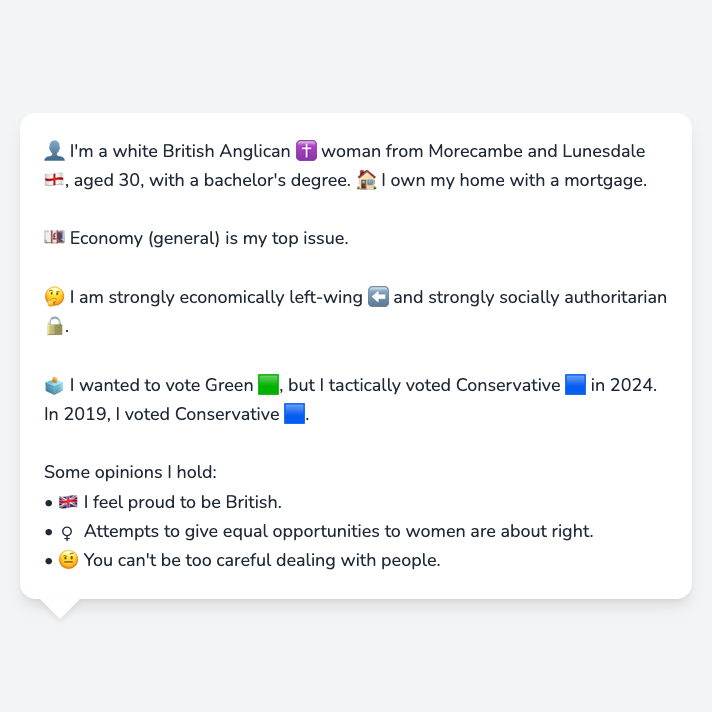 👤 I'm a white British Anglican ✝️ woman from Morecambe and Lunesdale
🏴󠁧󠁢󠁥󠁮󠁧󠁿, aged 30, with a bachelor's degree. 🏠 I own my home with a mortgage.
💷 Economy (general) is my top issue.
🤔 I am strongly economically left-wing ⬅️ and strongly socially authoritarian
🔒.
🗳️ I wanted to vote Green 🟩, but I tactically voted Conservative 🟦 in 2024.
In 2019, I voted Conservative 🟦.
Some opinions I hold:
• 🇬🇧 I feel proud to be British.
• ♀ Attempts to give equal opportunities to women are about right.
• 🤨 You can't be too careful dealing with people.